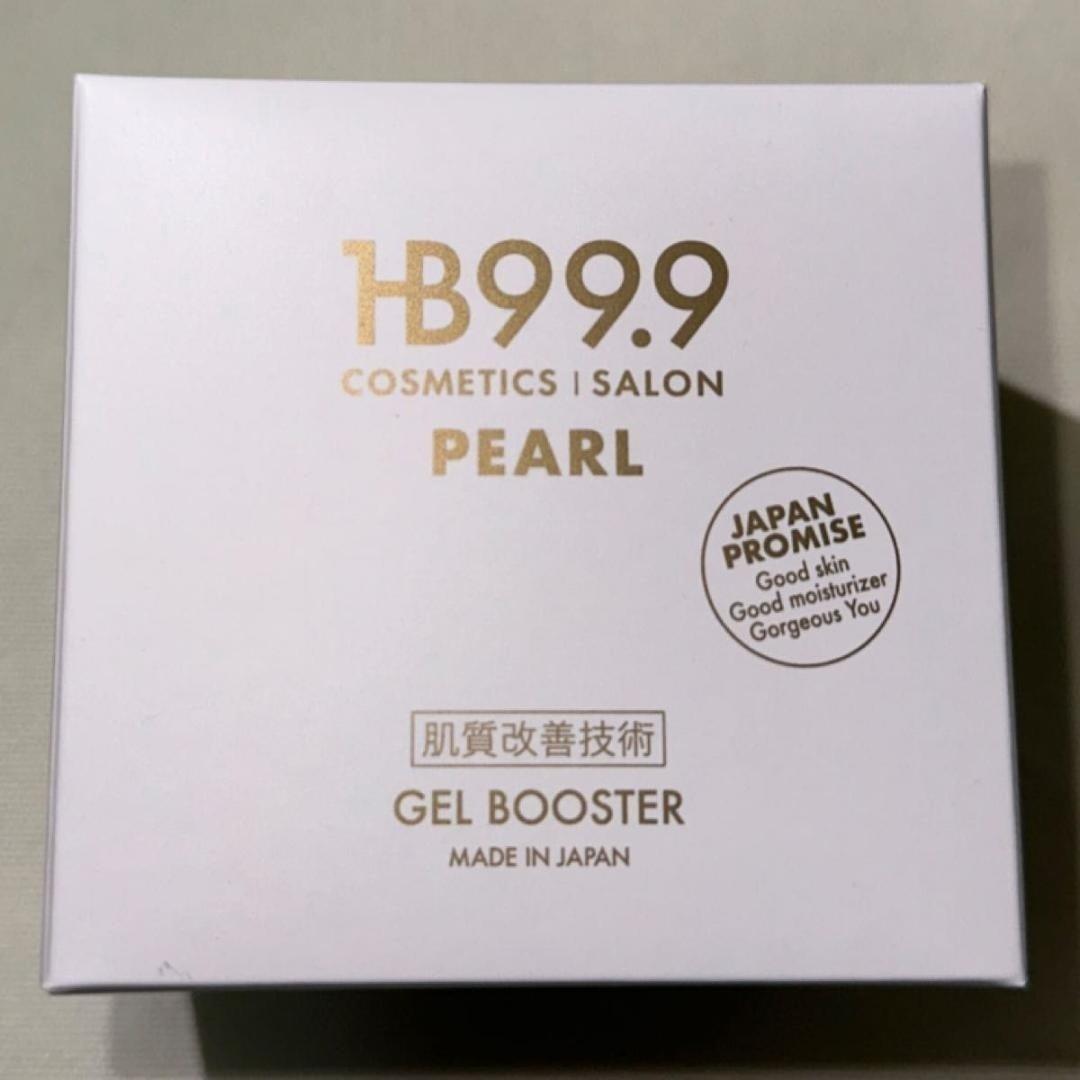 HB99.9
COSMETICS | SALON
PEARL
JAPAN
PROMISE
Good skin
Good moisturizer
Gorgeous You
肌質改善技術
GEL BOOSTER
MADE IN JAPAN